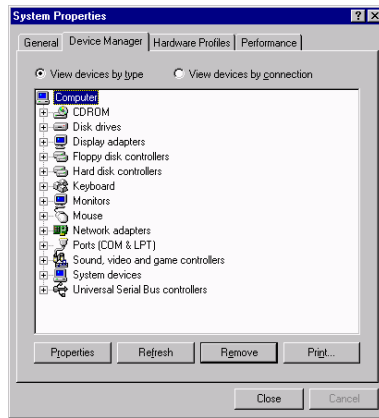 System Properties
General Device Manager Hardware Profiles Performance
View devices by type View devices by connection
Computer
CDROM
Disk drives
Display adapters
Floppy disk controllers
Hard disk controllers
Keyboard
Monitors
Mouse
Network adapters
Ports (COM & LPT)
Sound, video and game controllers
System devices
Universal Serial Bus controllers
Properties Refresh Remove Print...
Close Cancel